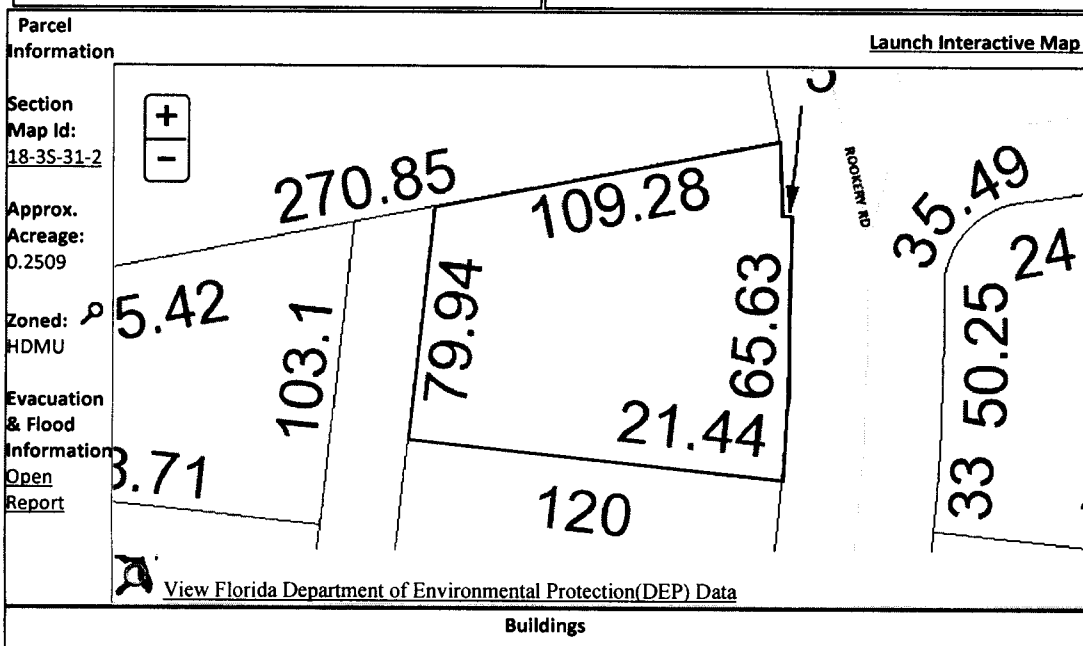 Parcel
Information
Launch Interactive Map
Section
Map Id:
18-3S-31-2
Approx.
Acreage:
0.2509
Zoned:
HDMU
Evacuation
& Flood
Information
Open
Report
+
−
270.85
109.28
ROOKERY RD
35.49
24
5.42
103.1
79.94
65.63
50.25
21.44
3.71
120
33
View Florida Department of Environmental Protection(DEP) Data
Buildings